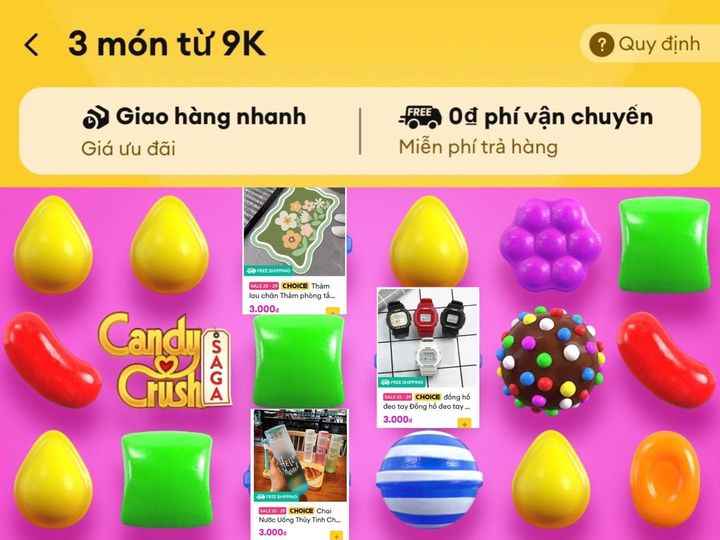 3 món từ 9K
? Quy định
Giao hàng nhanh
Giá ưu đãi
FREE
0đ phí vận chuyển
Miễn phí trả hàng
FREE SHIPPING
SALE 25 - 29 CHOICE Thảm
lau chân Thảm phòng tắ...
3.000đ
+
Candy
Crush
SAGA
FREE SHIPPING
SALE 25 - 29 CHOICE đồng hồ
đeo tay Đồng hồ đeo tay ...
3.000đ
+
FREE SHIPPING
SALE 25 - 29 CHOICE Chai
Nước Uống Thủy Tinh Ch...
3.000đ
+